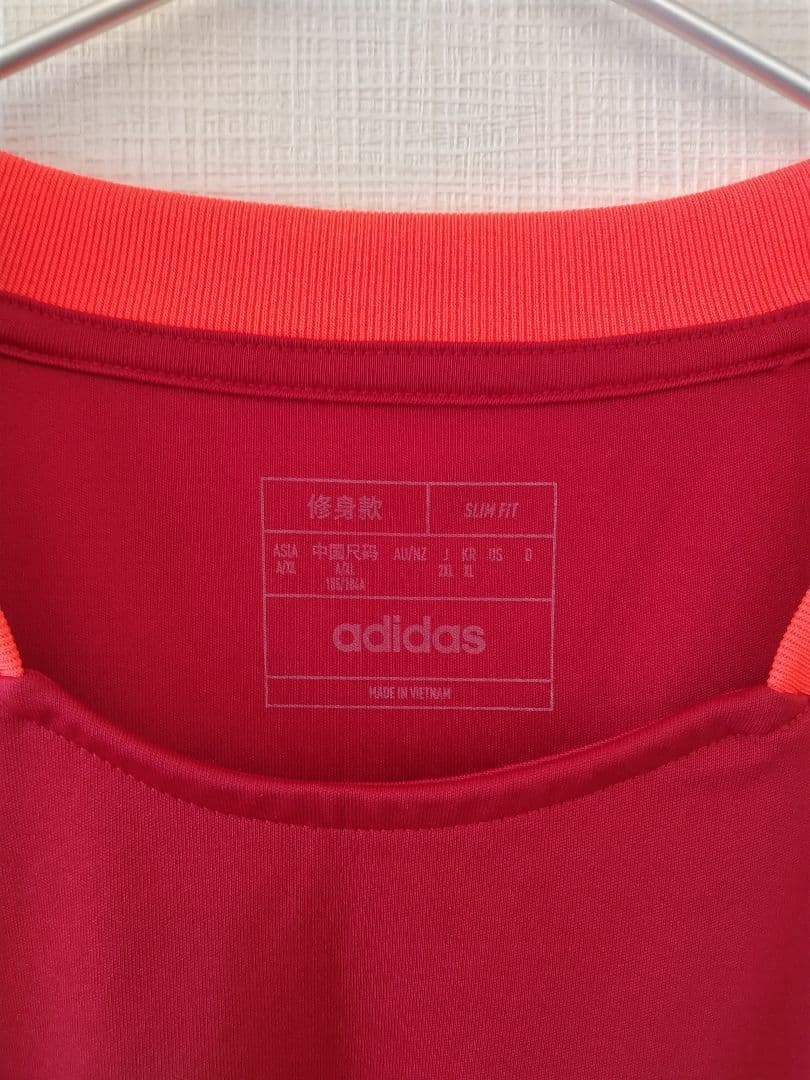 修身款 SLIM FIT
ASIA 中国尺码 AU/NZ J KR US D
A/XL A/XL 2XL XL
185/104A
adidas
MADE IN VIETNAM